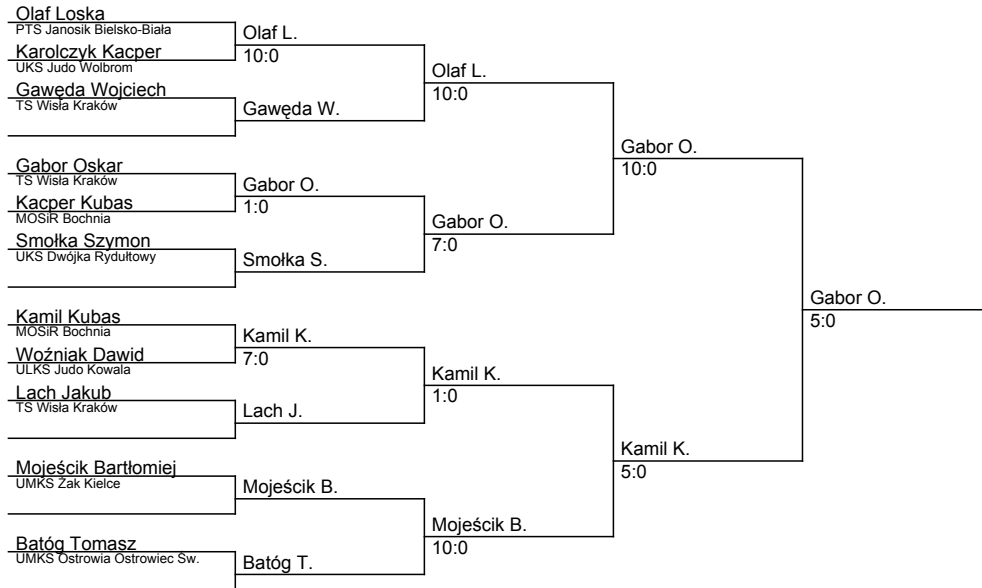 Olaf Loska
PTS Janosik Bielsko-Biała
Karolczyk Kacper
UKS Judo Wolbrom
Gawęda Wojciech
TS Wisła Kraków
Gabor Oskar
TS Wisła Kraków
Kacper Kubas
MOSiR Bochnia
Smołka Szymon
UKS Dwójka Rydułtowy
Kamil Kubas
MOSiR Bochnia
Woźniak Dawid
ULKS Judo Kowala
Lach Jakub
TS Wisła Kraków
Mojeścik Bartłomiej
UMKS Żak Kielce
Batóg Tomasz
UMKS Ostrowia Ostrowiec Św.
Olaf L.
10:0
Gawęda W.
Gabor O.
1:0
Smołka S.
Kamil K.
7:0
Lach J.
Mojeścik B.
Batóg T.
Olaf L.
10:0
Gabor O.
7:0
Kamil K.
1:0
Mojeścik B.
10:0
Gabor O.
10:0
Kamil K.
5:0
Gabor O.
5:0